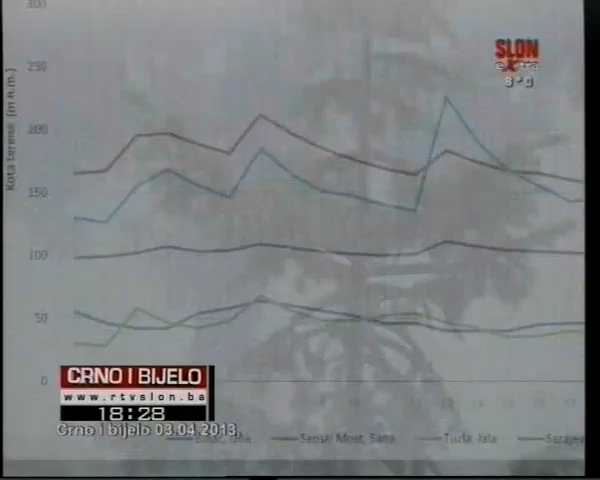 300
SLON
extra
8°C
250
Kota terena (m n.m.)
200
150
100
50
0
CRNO I BIJELO
www.rtvslon.ba
18:28
Crno i bijelo 03.04.2013.
Sanski Most, Sana
Tuzla, Jala
Sarajev